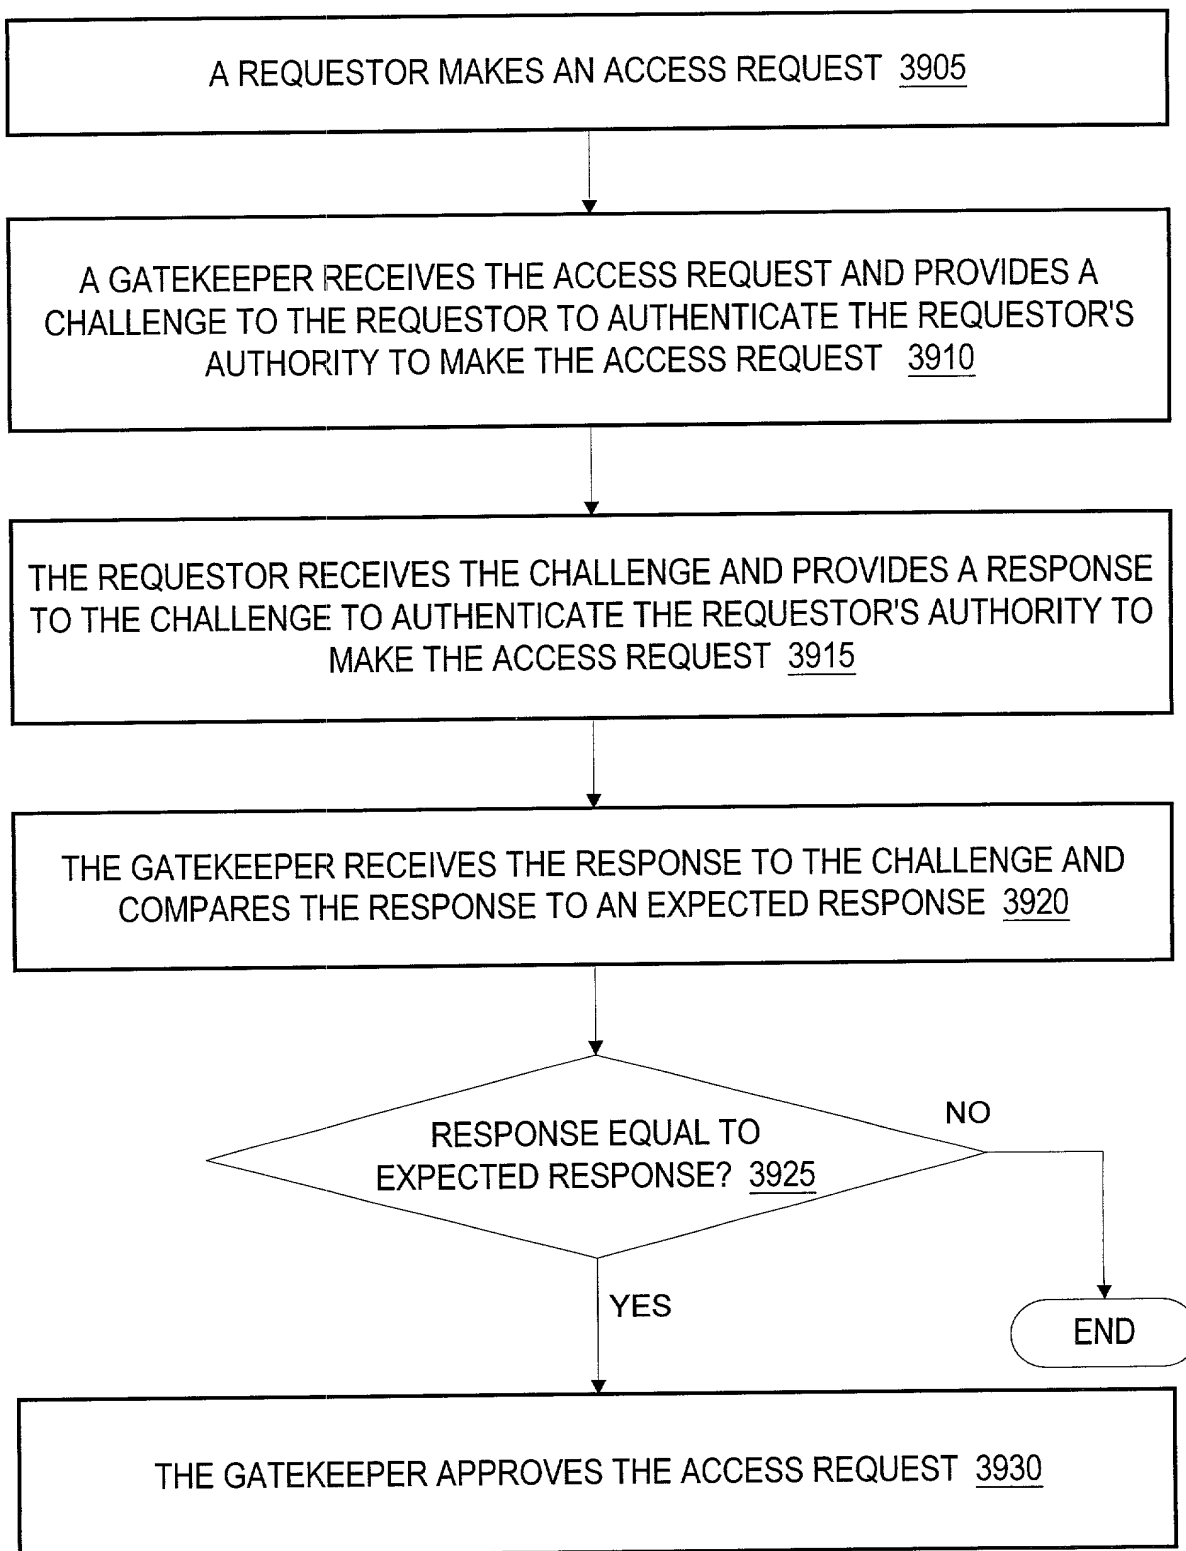 A REQUESTOR MAKES AN ACCESS REQUEST 3905
A GATEKEEPER RECEIVES THE ACCESS REQUEST AND PROVIDES A
CHALLENGE TO THE REQUESTOR TO AUTHENTICATE THE REQUESTOR'S
AUTHORITY TO MAKE THE ACCESS REQUEST 3910
THE REQUESTOR RECEIVES THE CHALLENGE AND PROVIDES A RESPONSE
TO THE CHALLENGE TO AUTHENTICATE THE REQUESTOR'S AUTHORITY TO
MAKE THE ACCESS REQUEST 3915
THE GATEKEEPER RECEIVES THE RESPONSE TO THE CHALLENGE AND
COMPARES THE RESPONSE TO AN EXPECTED RESPONSE 3920
NO
RESPONSE EQUAL TO
EXPECTED RESPONSE? 3925
YES
END
THE GATEKEEPER APPROVES THE ACCESS REQUEST 3930